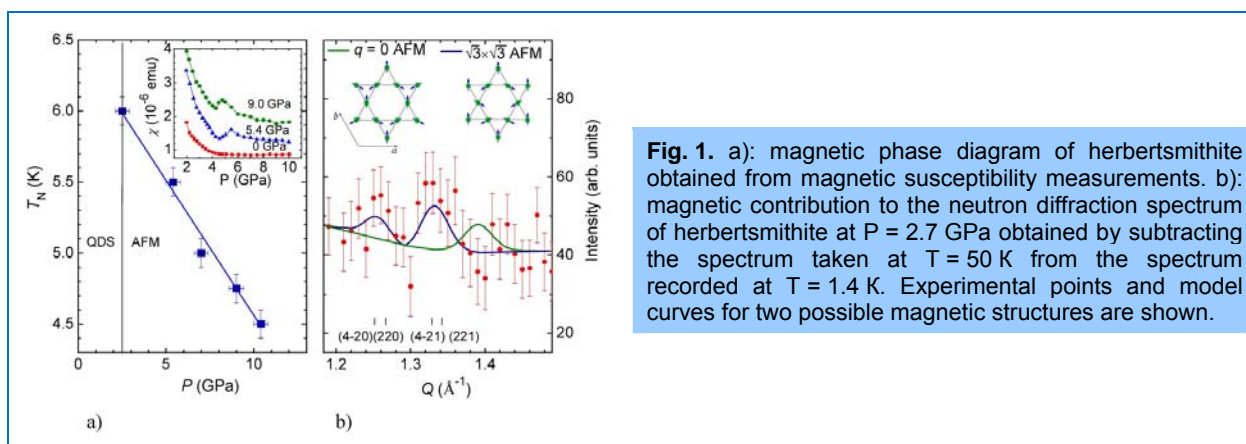 6.5
6.0
5.5
5.0
4.5
T_N (K)
QDS
AFM
0
5
10
P (GPa)
a)
4
3
2
1
χ (10⁻⁶ emu)
9.0 GPa
5.4 GPa
0 GPa
2 4 6 8 10
P (GPa)
b)
q = 0 AFM
√3×√3 AFM
b
a
80
60
40
20
Intensity (arb. units)
(4-20)(220)
(4-21) (221)
1.2
1.3
1.4
Q (Å⁻¹)
Fig. 1. a): magnetic phase diagram of herbertsmithite
obtained from magnetic susceptibility measurements. b):
magnetic contribution to the neutron diffraction spectrum
of herbertsmithite at P = 2.7 GPa obtained by subtracting
the spectrum taken at T = 50 К from the spectrum
recorded at T = 1.4 К. Experimental points and model
curves for two possible magnetic structures are shown.